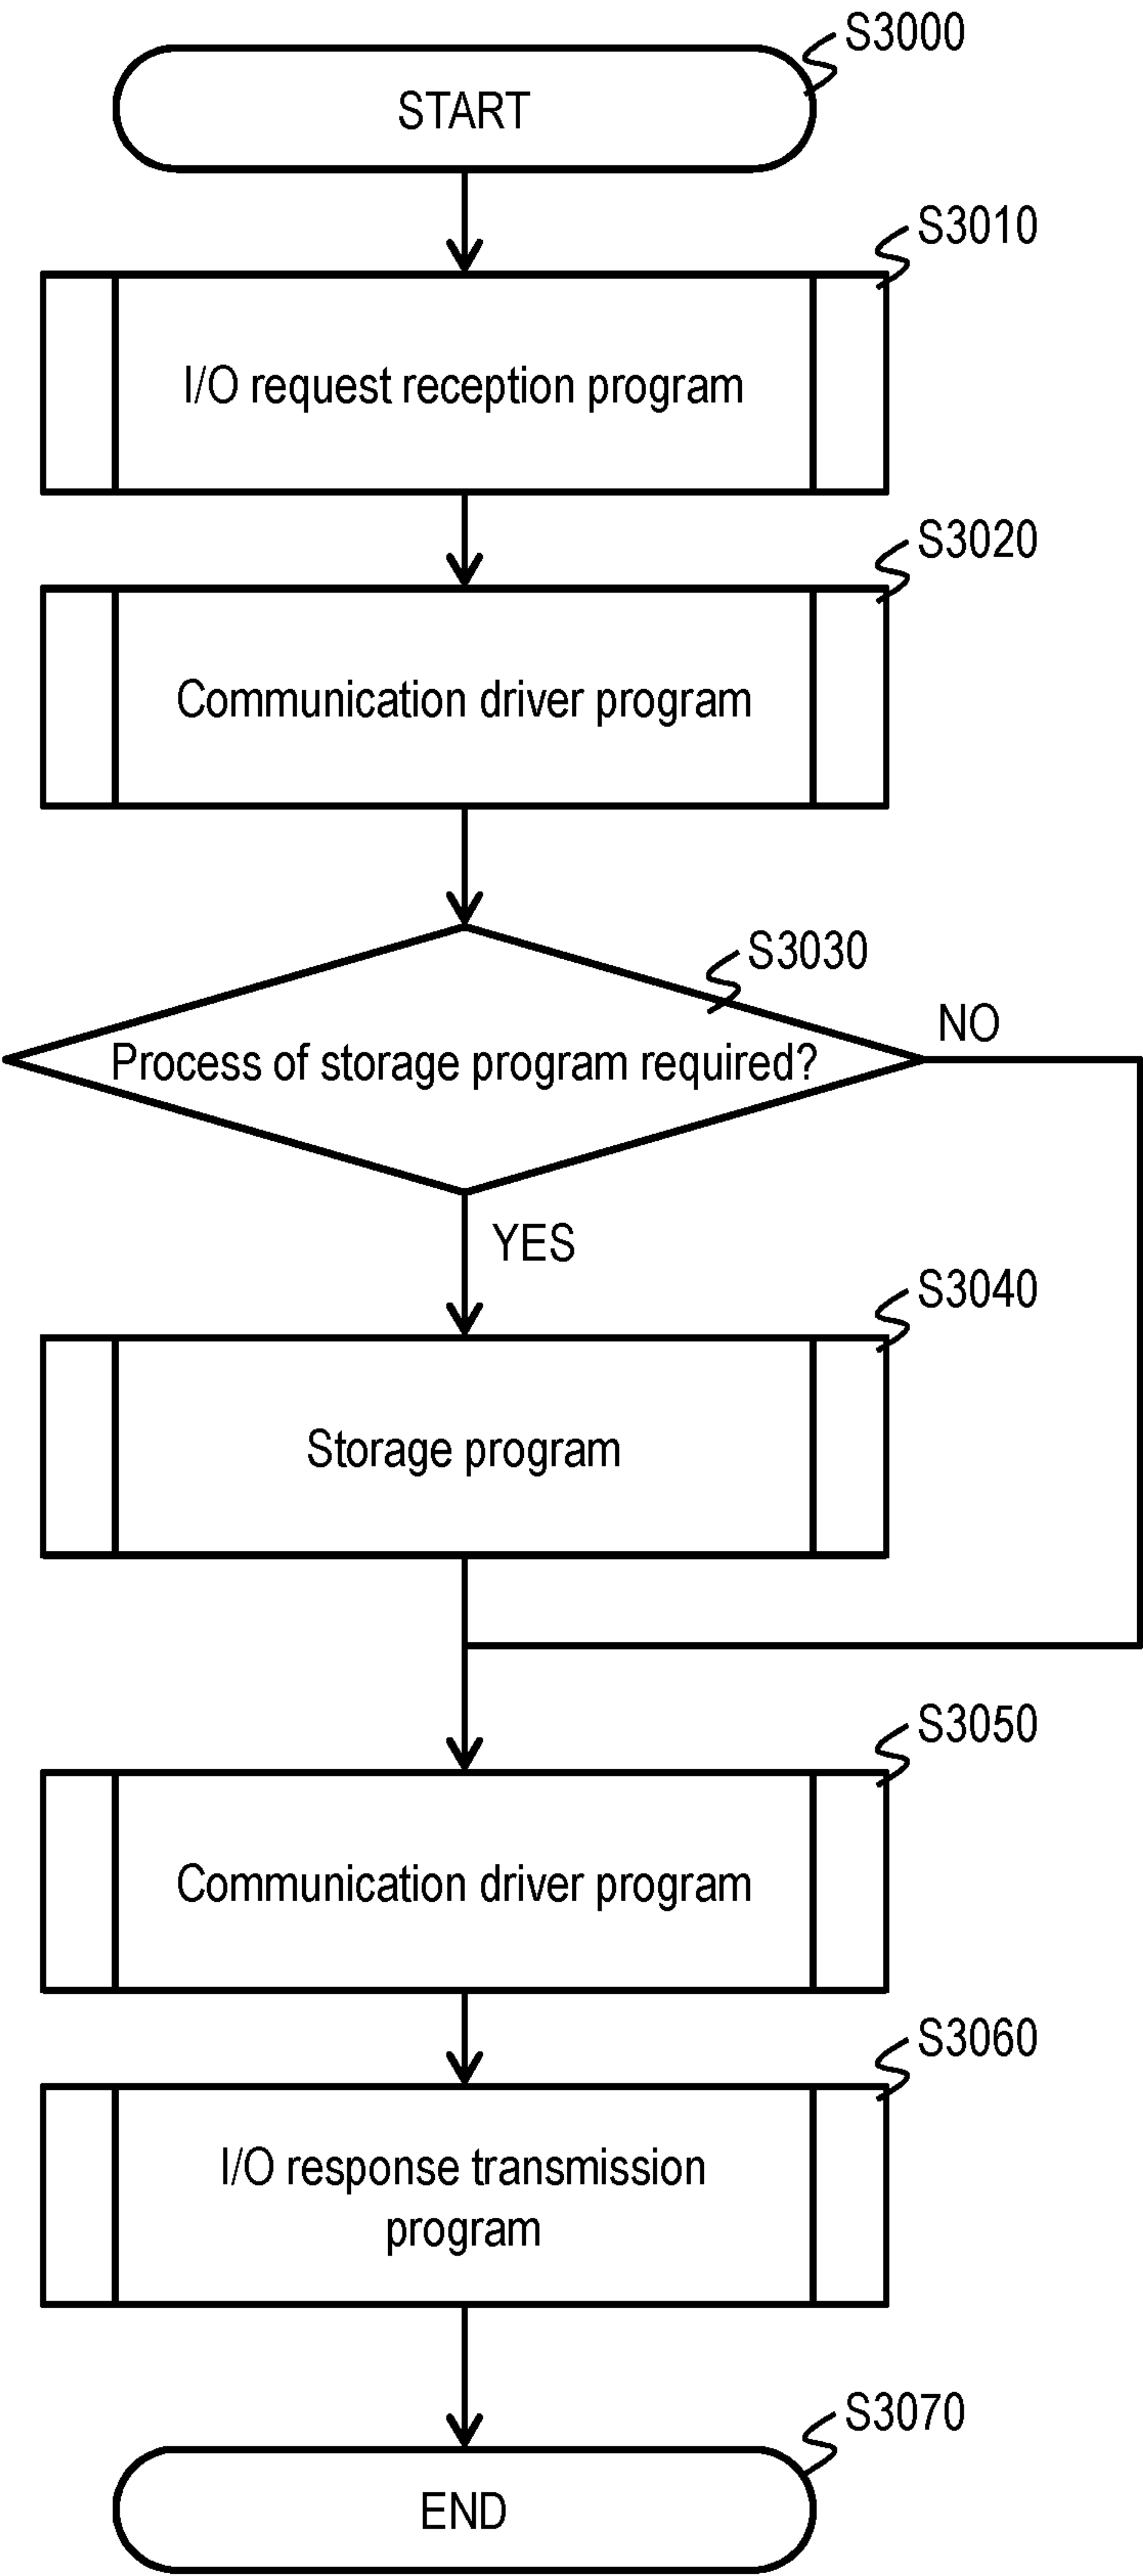 S3000
START
S3010
I/O request reception program
S3020
Communication driver program
S3030
NO
Process of storage program required?
YES
S3040
Storage program
S3050
Communication driver program
S3060
I/O response transmission
program
S3070
END